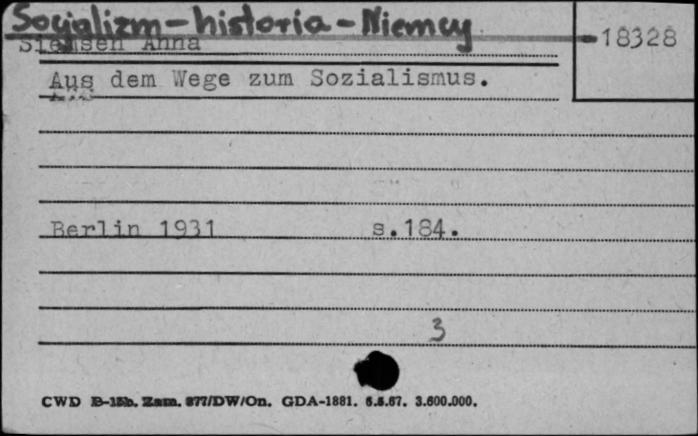 Socjalizm - historia - Niemcy
Siemsen Anna
18328
Aus dem Wege zum Sozialismus.
Berlin 1931 s.184.
3
CWD B-15b. Zam. 877/DW/On. GDA-1881. 6.5.67. 3.600.000.